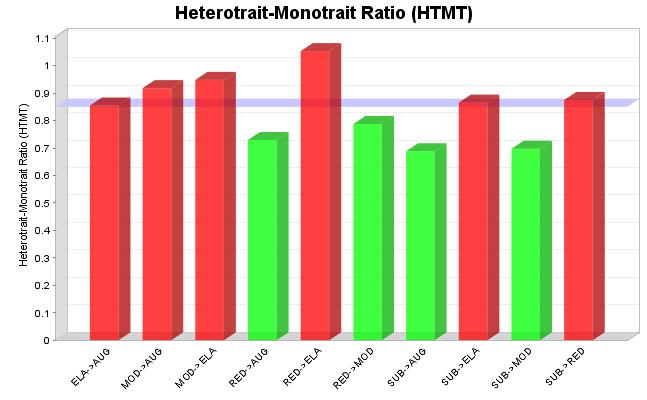 Heterotrait-Monotrait Ratio (HTMT)
Heterotrait-Monotrait Ratio (HTMT)
1.1
1
0.9
0.8
0.7
0.6
0.5
0.4
0.3
0.2
0.1
0
ELA->AUG
MOD->AUG
MOD->ELA
RED->AUG
RED->ELA
RED->MOD
SUB->AUG
SUB->ELA
SUB->MOD
SUB->RED